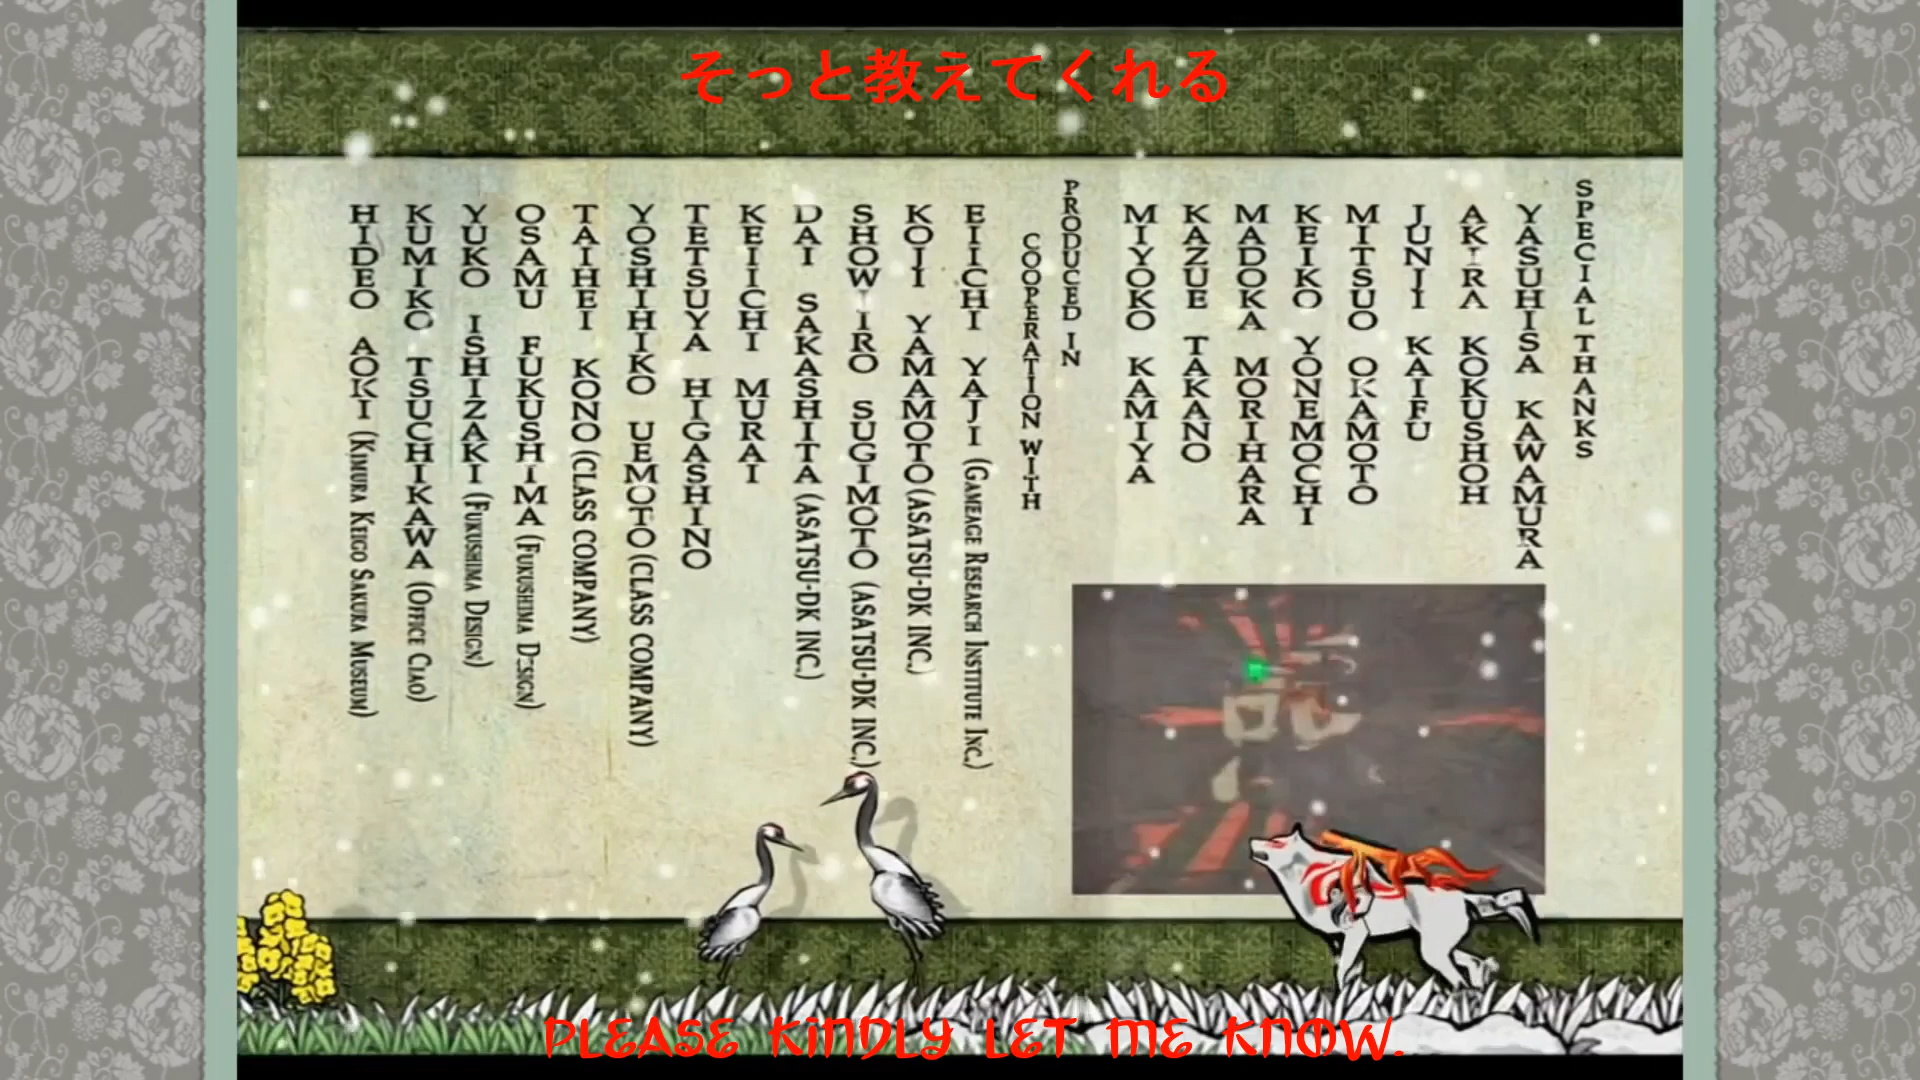 そっと教えてくれる
SPECIAL THANKS
YASUHISA KAWAMURA
AKIRA KOKUSHOH
JUNJI KAIFU
MITSUO OKAMOTO
KEIKO YONEMOCHI
MADOKA MORIHARA
KAZUE TAKANO
MIYOKO KAMIYA
PRODUCED IN
COOPERATION WITH
EIICHI YAJI (GAMEAGE RESEARCH INSTITUTE INC.)
KOJI YAMAMOTO (ASATSU-DK INC.)
SHOWIRO SUGIMOTO (ASATSU-DK INC.)
DAI SAKASHITA (ASATSU-DK INC.)
KEIICHI MURAI
TETSUYA HIGASHINO
YOSHIHIKO UEMOTO (CLASS COMPANY)
TAIHEI KONO (CLASS COMPANY)
OSAMU FUKUSHIMA (FUKUSHIMA DESIGN)
YUKO ISHIZAKI (FUKUSHIMA DESIGN)
KUMIKO TSUCHIKAWA (OFFICE CIAO)
HIDEO AOKI (KIMURA KEIGO SAKURA MUSEUM)
PLEASE KINDLY LET ME KNOW.